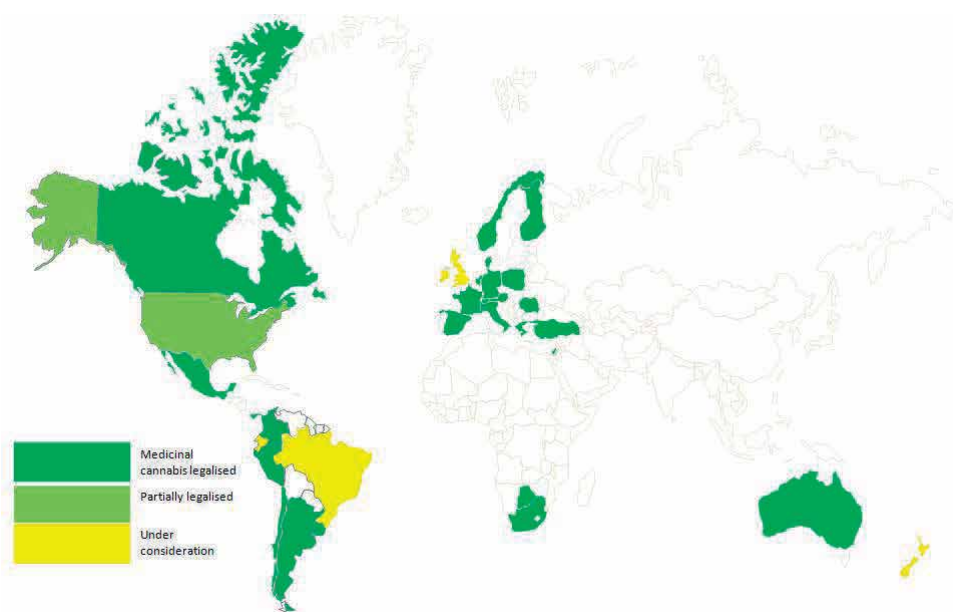 Medicinal
cannabis legalised
Partially legalised
Under
consideration